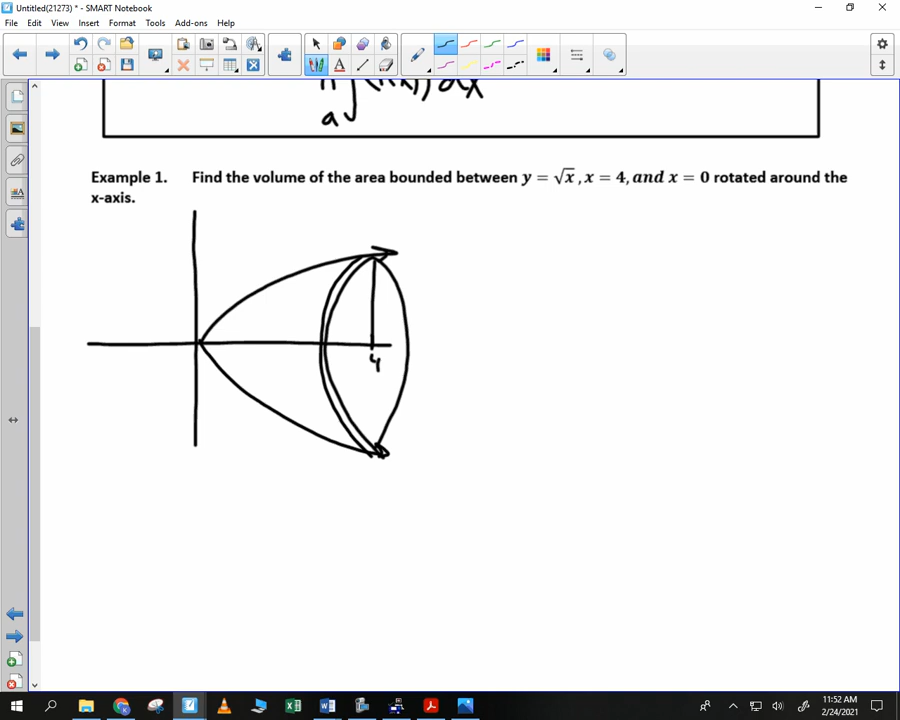 Untitled(21273) * - SMART Notebook
File Edit View Insert Format Tools Add-ons Help
a
Example 1. Find the volume of the area bounded between y = √x, x = 4, and x = 0 rotated around the
x-axis.
4
11:52 AM
2/24/2021